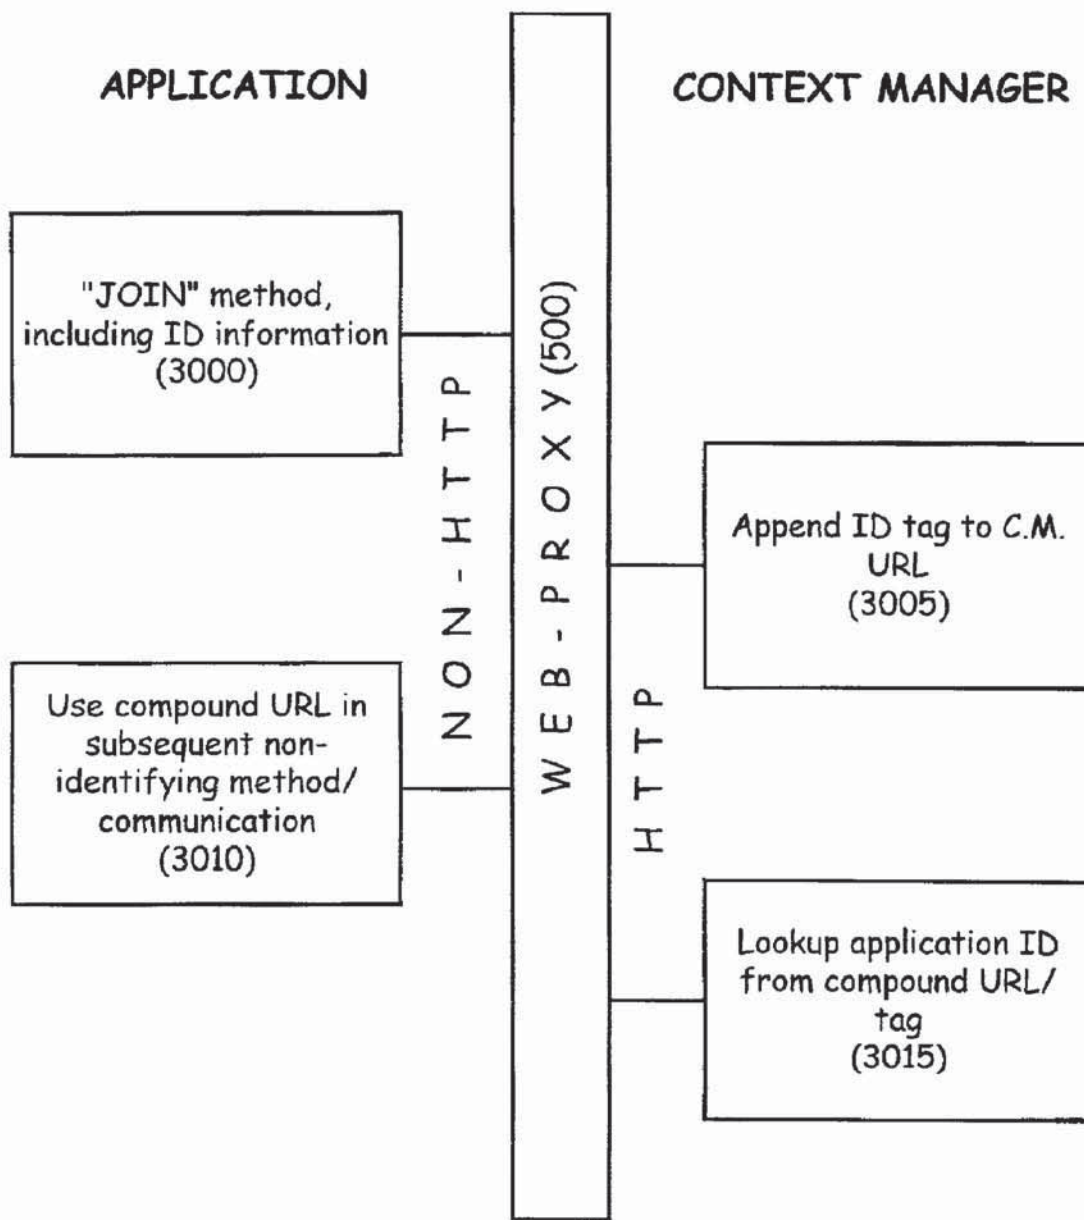 APPLICATION
CONTEXT MANAGER
"JOIN" method,
including ID information
(3000)
NON-HTTP
WEB-PROXY (500)
Append ID tag to C.M.
URL
(3005)
Use compound URL in
subsequent non-
identifying method/
communication
(3010)
HTTP
Lookup application ID
from compound URL/
tag
(3015)